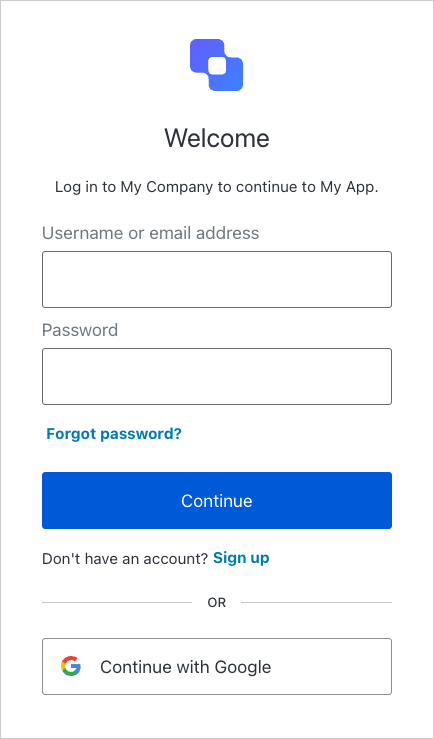 Welcome
Log in to My Company to continue to My App.
Username or email address
Password
Forgot password?
Continue
Don't have an account? Sign up
OR
Continue with Google